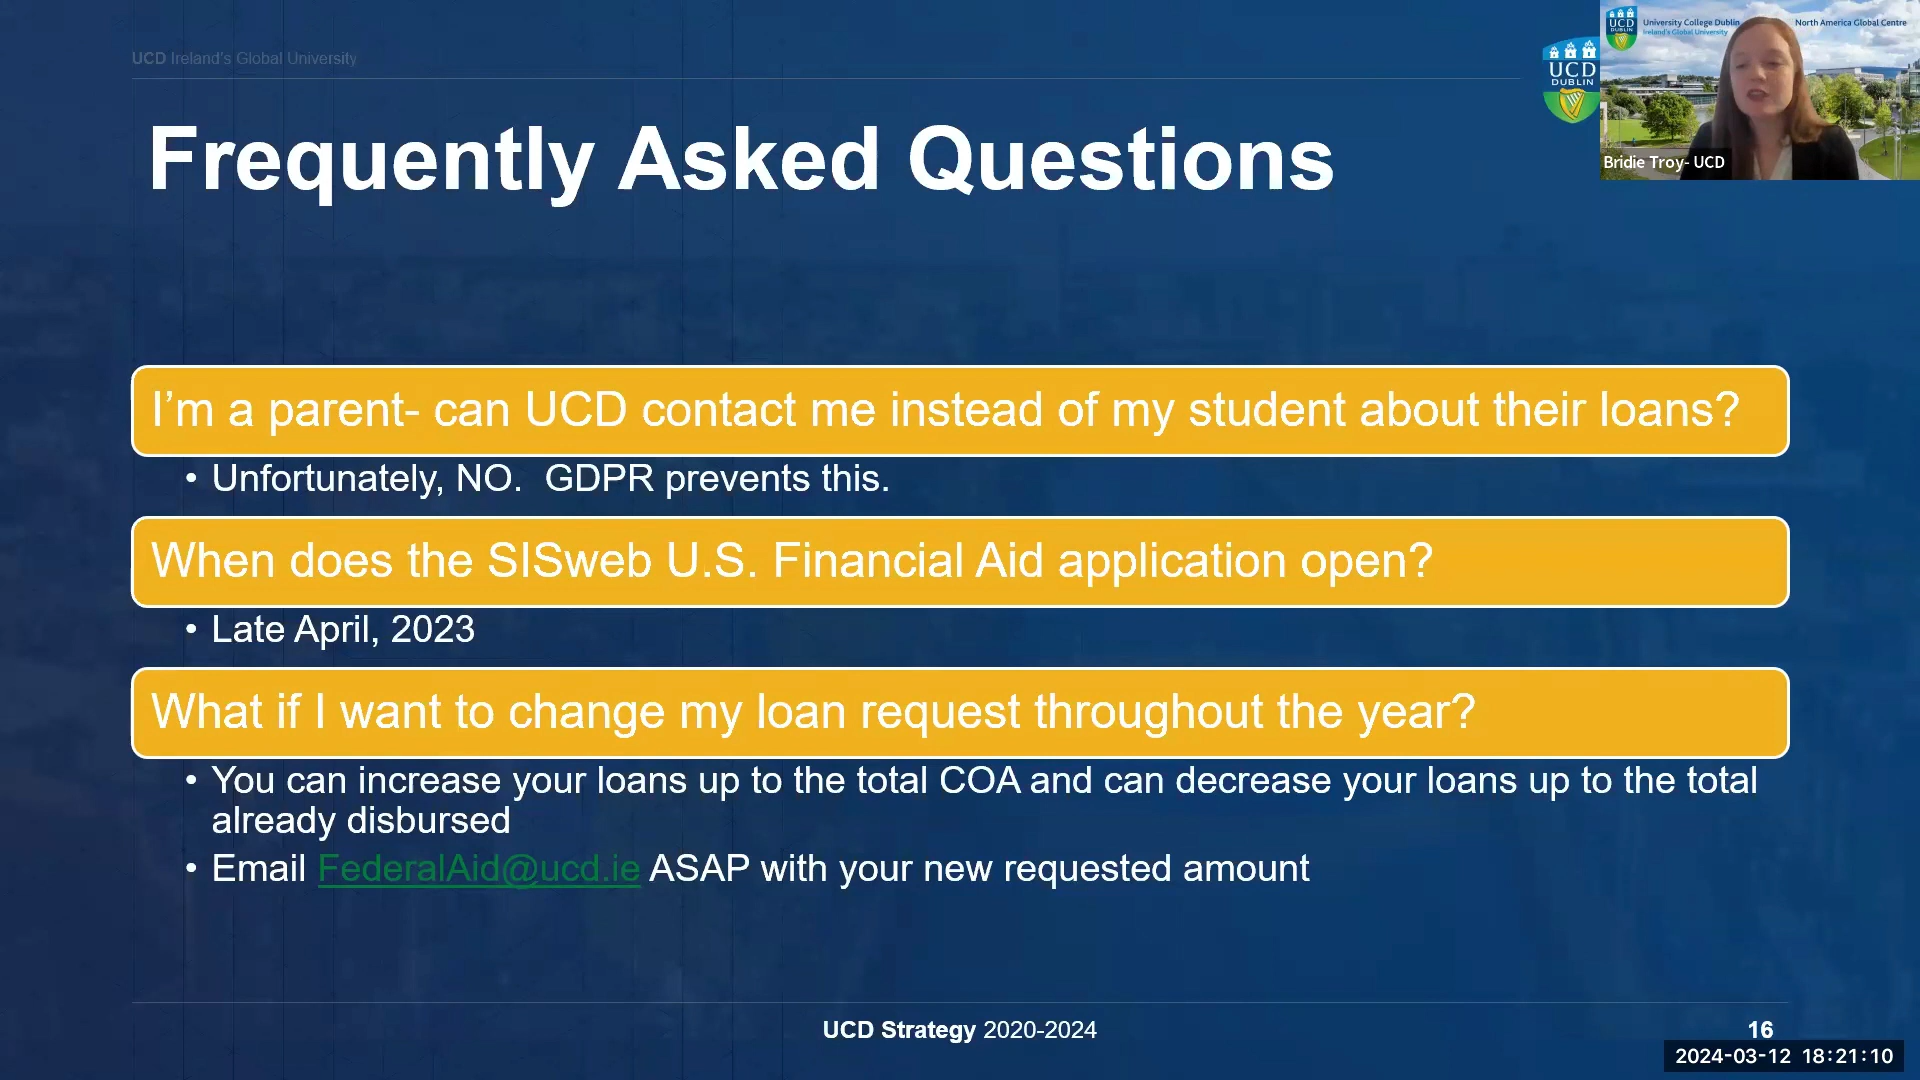 UCD Ireland's Global University
UCD
DUBLIN
UCD
DUBLIN
University College Dublin
Ireland's Global University
North America Global Centre
Bridie Troy- UCD
Frequently Asked Questions
I'm a parent- can UCD contact me instead of my student about their loans?
• Unfortunately, NO.  GDPR prevents this.
When does the SISweb U.S. Financial Aid application open?
• Late April, 2023
What if I want to change my loan request throughout the year?
• You can increase your loans up to the total COA and can decrease your loans up to the total
already disbursed
• Email FederalAid@ucd.ie ASAP with your new requested amount
UCD Strategy 2020-2024
16
2024-03-12 18:21:10